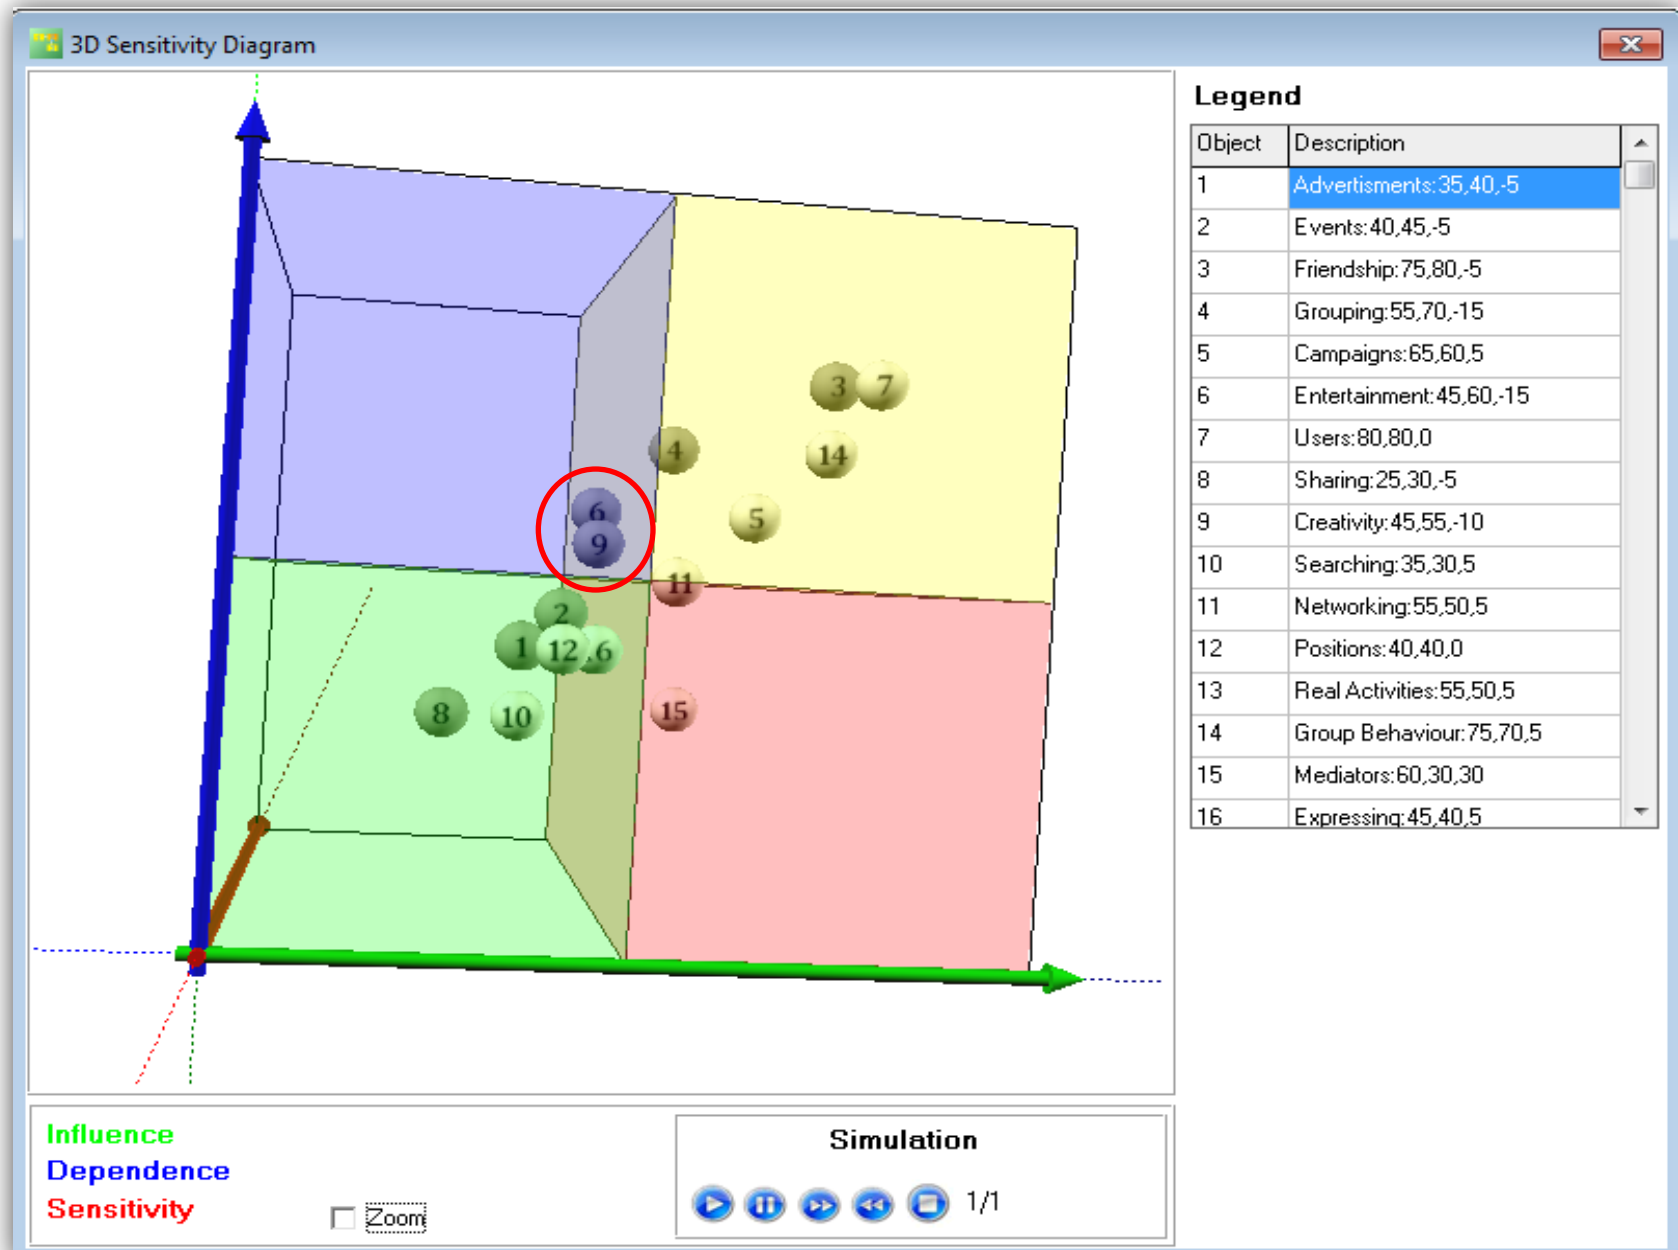 3D Sensitivity Diagram
Legend
Object Description
1 Advertisments:35,40,-5
2 Events:40,45,-5
3 Friendship:75,80,-5
4 Grouping:55,70,-15
5 Campaigns:65,60,5
6 Entertainment:45,60,-15
7 Users:80,80,0
8 Sharing:25,30,-5
9 Creativity:45,55,-10
10 Searching:35,30,5
11 Networking:55,50,5
12 Positions:40,40,0
13 Real Activities:55,50,5
14 Group Behaviour:75,70,5
15 Mediators:60,30,30
16 Expressing:45,40,5
3 7
4 14
6 5
9
11
2
1 12 16
8 10 15
Influence
Dependence
Sensitivity
Zoom
Simulation
1/1